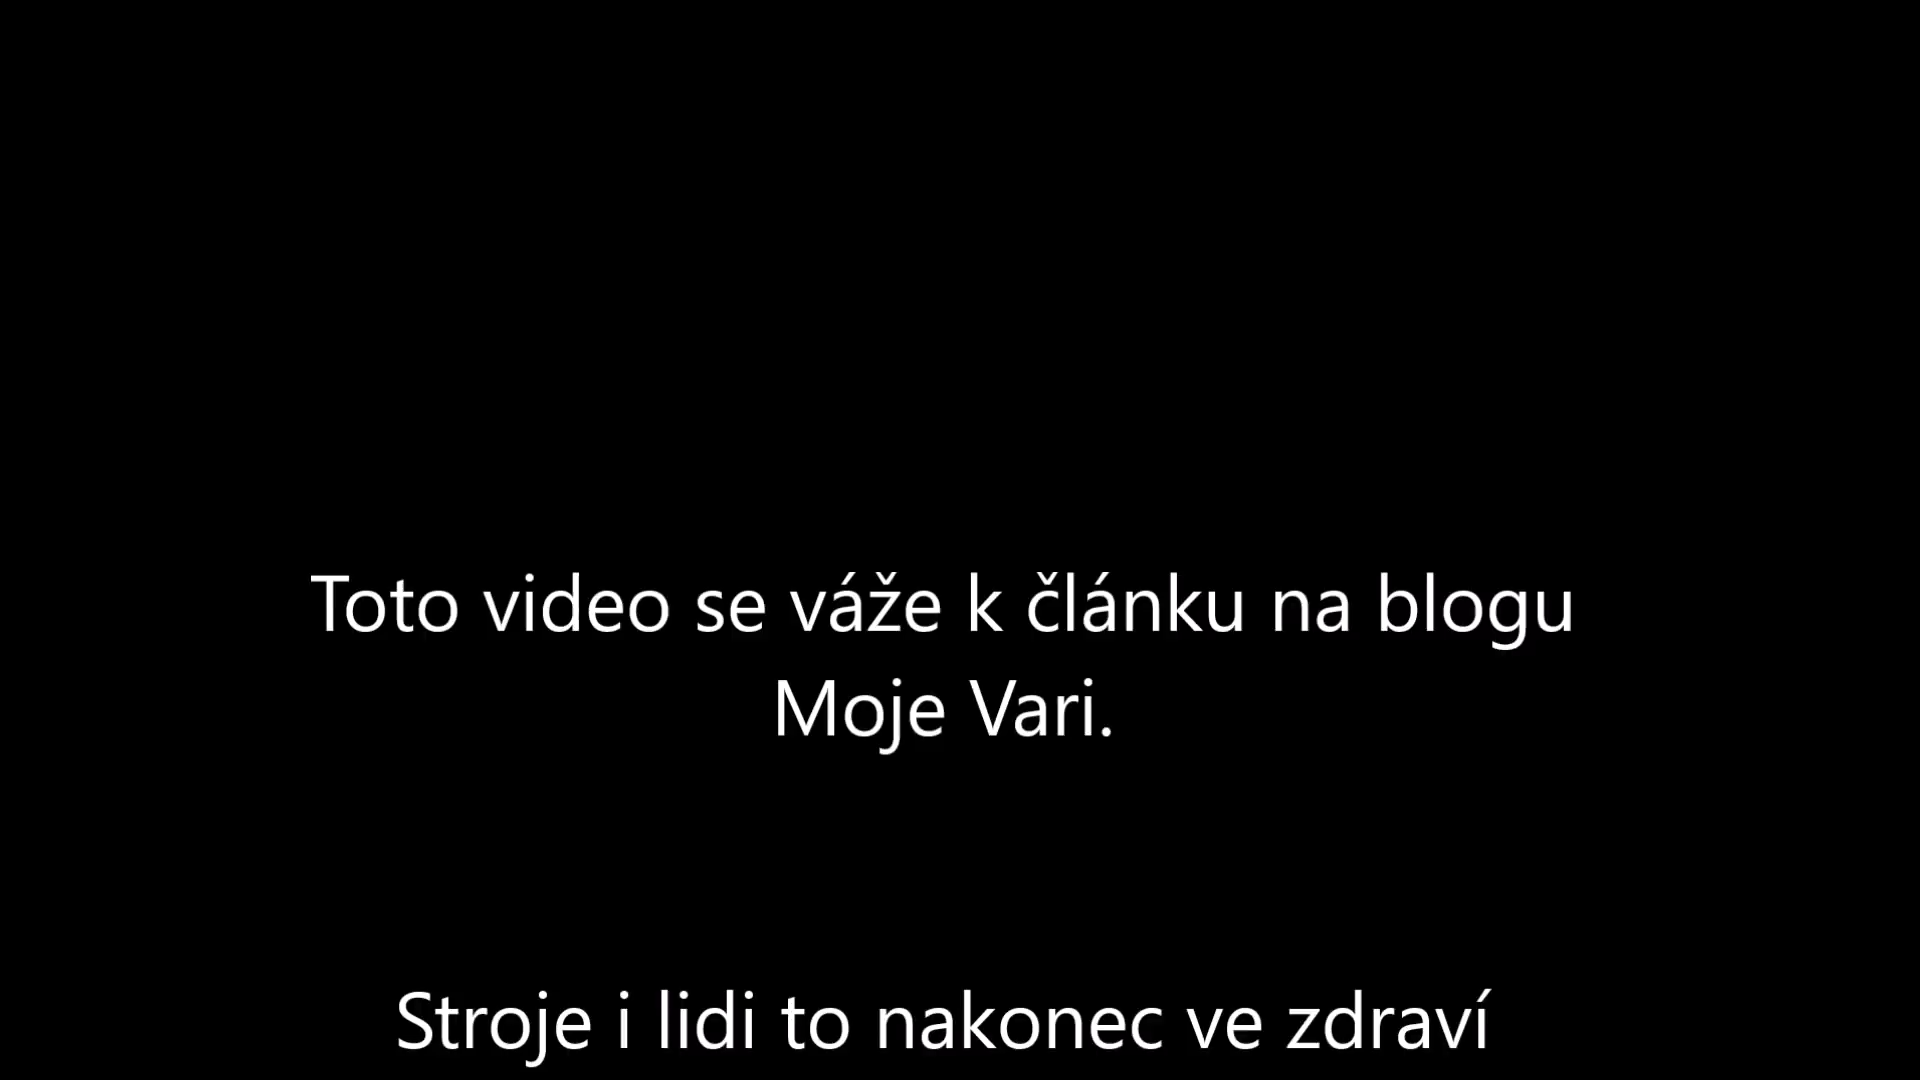 Toto video se váže k článku na blogu
Moje Vari.
Stroje i lidi to nakonec ve zdraví